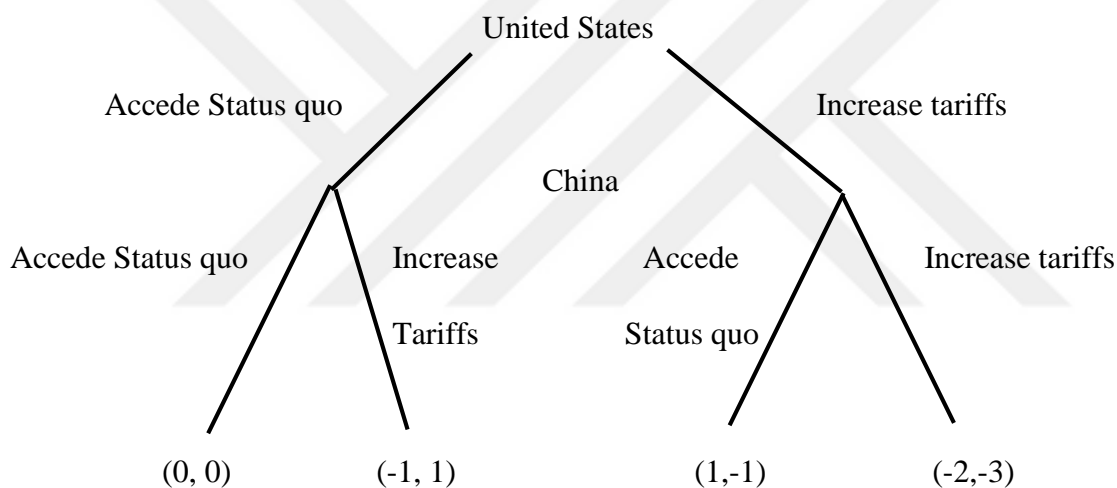 United States
Accede Status quo
Increase tariffs
China
Accede Status quo
Increase
Accede
Increase tariffs
Tariffs
Status quo
(0, 0)
(-1, 1)
(1,-1)
(-2,-3)